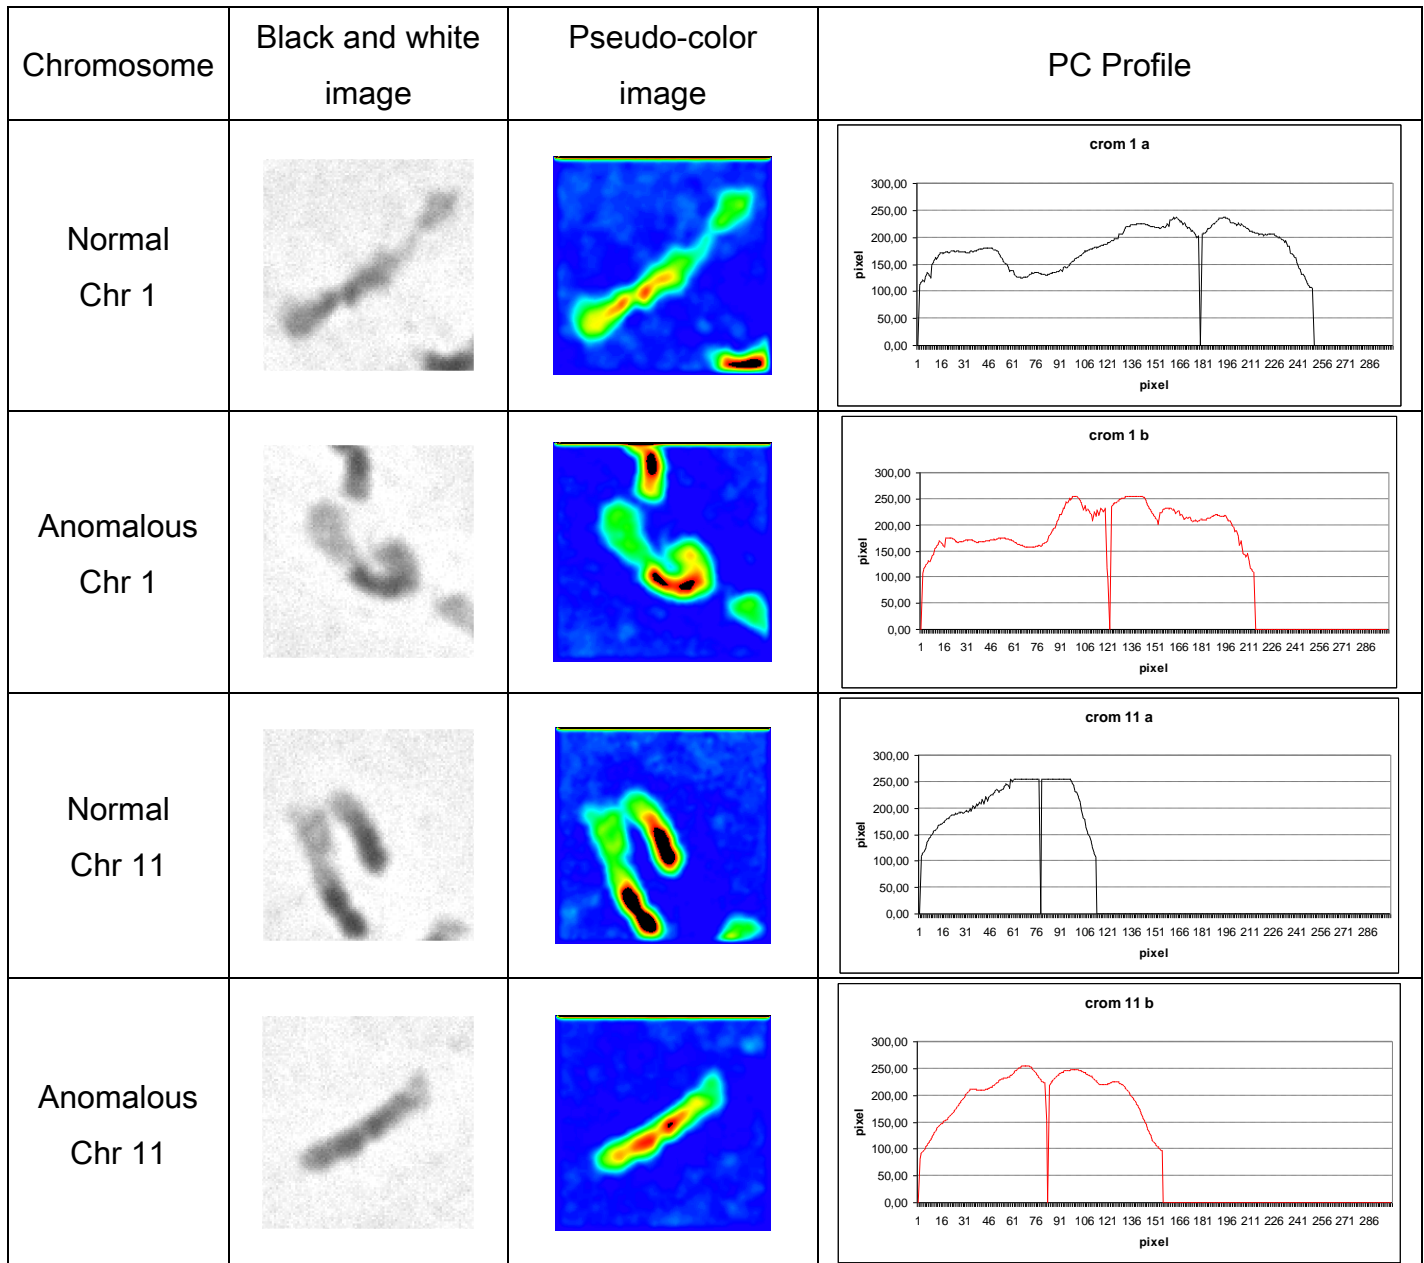 Chromosome
Black and white
image
Pseudo-color
image
PC Profile
Normal
Chr 1
crom 1 a
300,00
250,00
200,00
150,00
100,00
50,00
0,00
pixel
1 16 31 46 61 76 91 106 121 136 151 166 181 196 211 226 241 256 271 286
pixel
Anomalous
Chr 1
crom 1 b
300,00
250,00
200,00
150,00
100,00
50,00
0,00
pixel
1 16 31 46 61 76 91 106 121 136 151 166 181 196 211 226 241 256 271 286
pixel
Normal
Chr 11
crom 11 a
300,00
250,00
200,00
150,00
100,00
50,00
0,00
pixel
1 16 31 46 61 76 91 106 121 136 151 166 181 196 211 226 241 256 271 286
pixel
Anomalous
Chr 11
crom 11 b
300,00
250,00
200,00
150,00
100,00
50,00
0,00
pixel
1 16 31 46 61 76 91 106 121 136 151 166 181 196 211 226 241 256 271 286
pixel